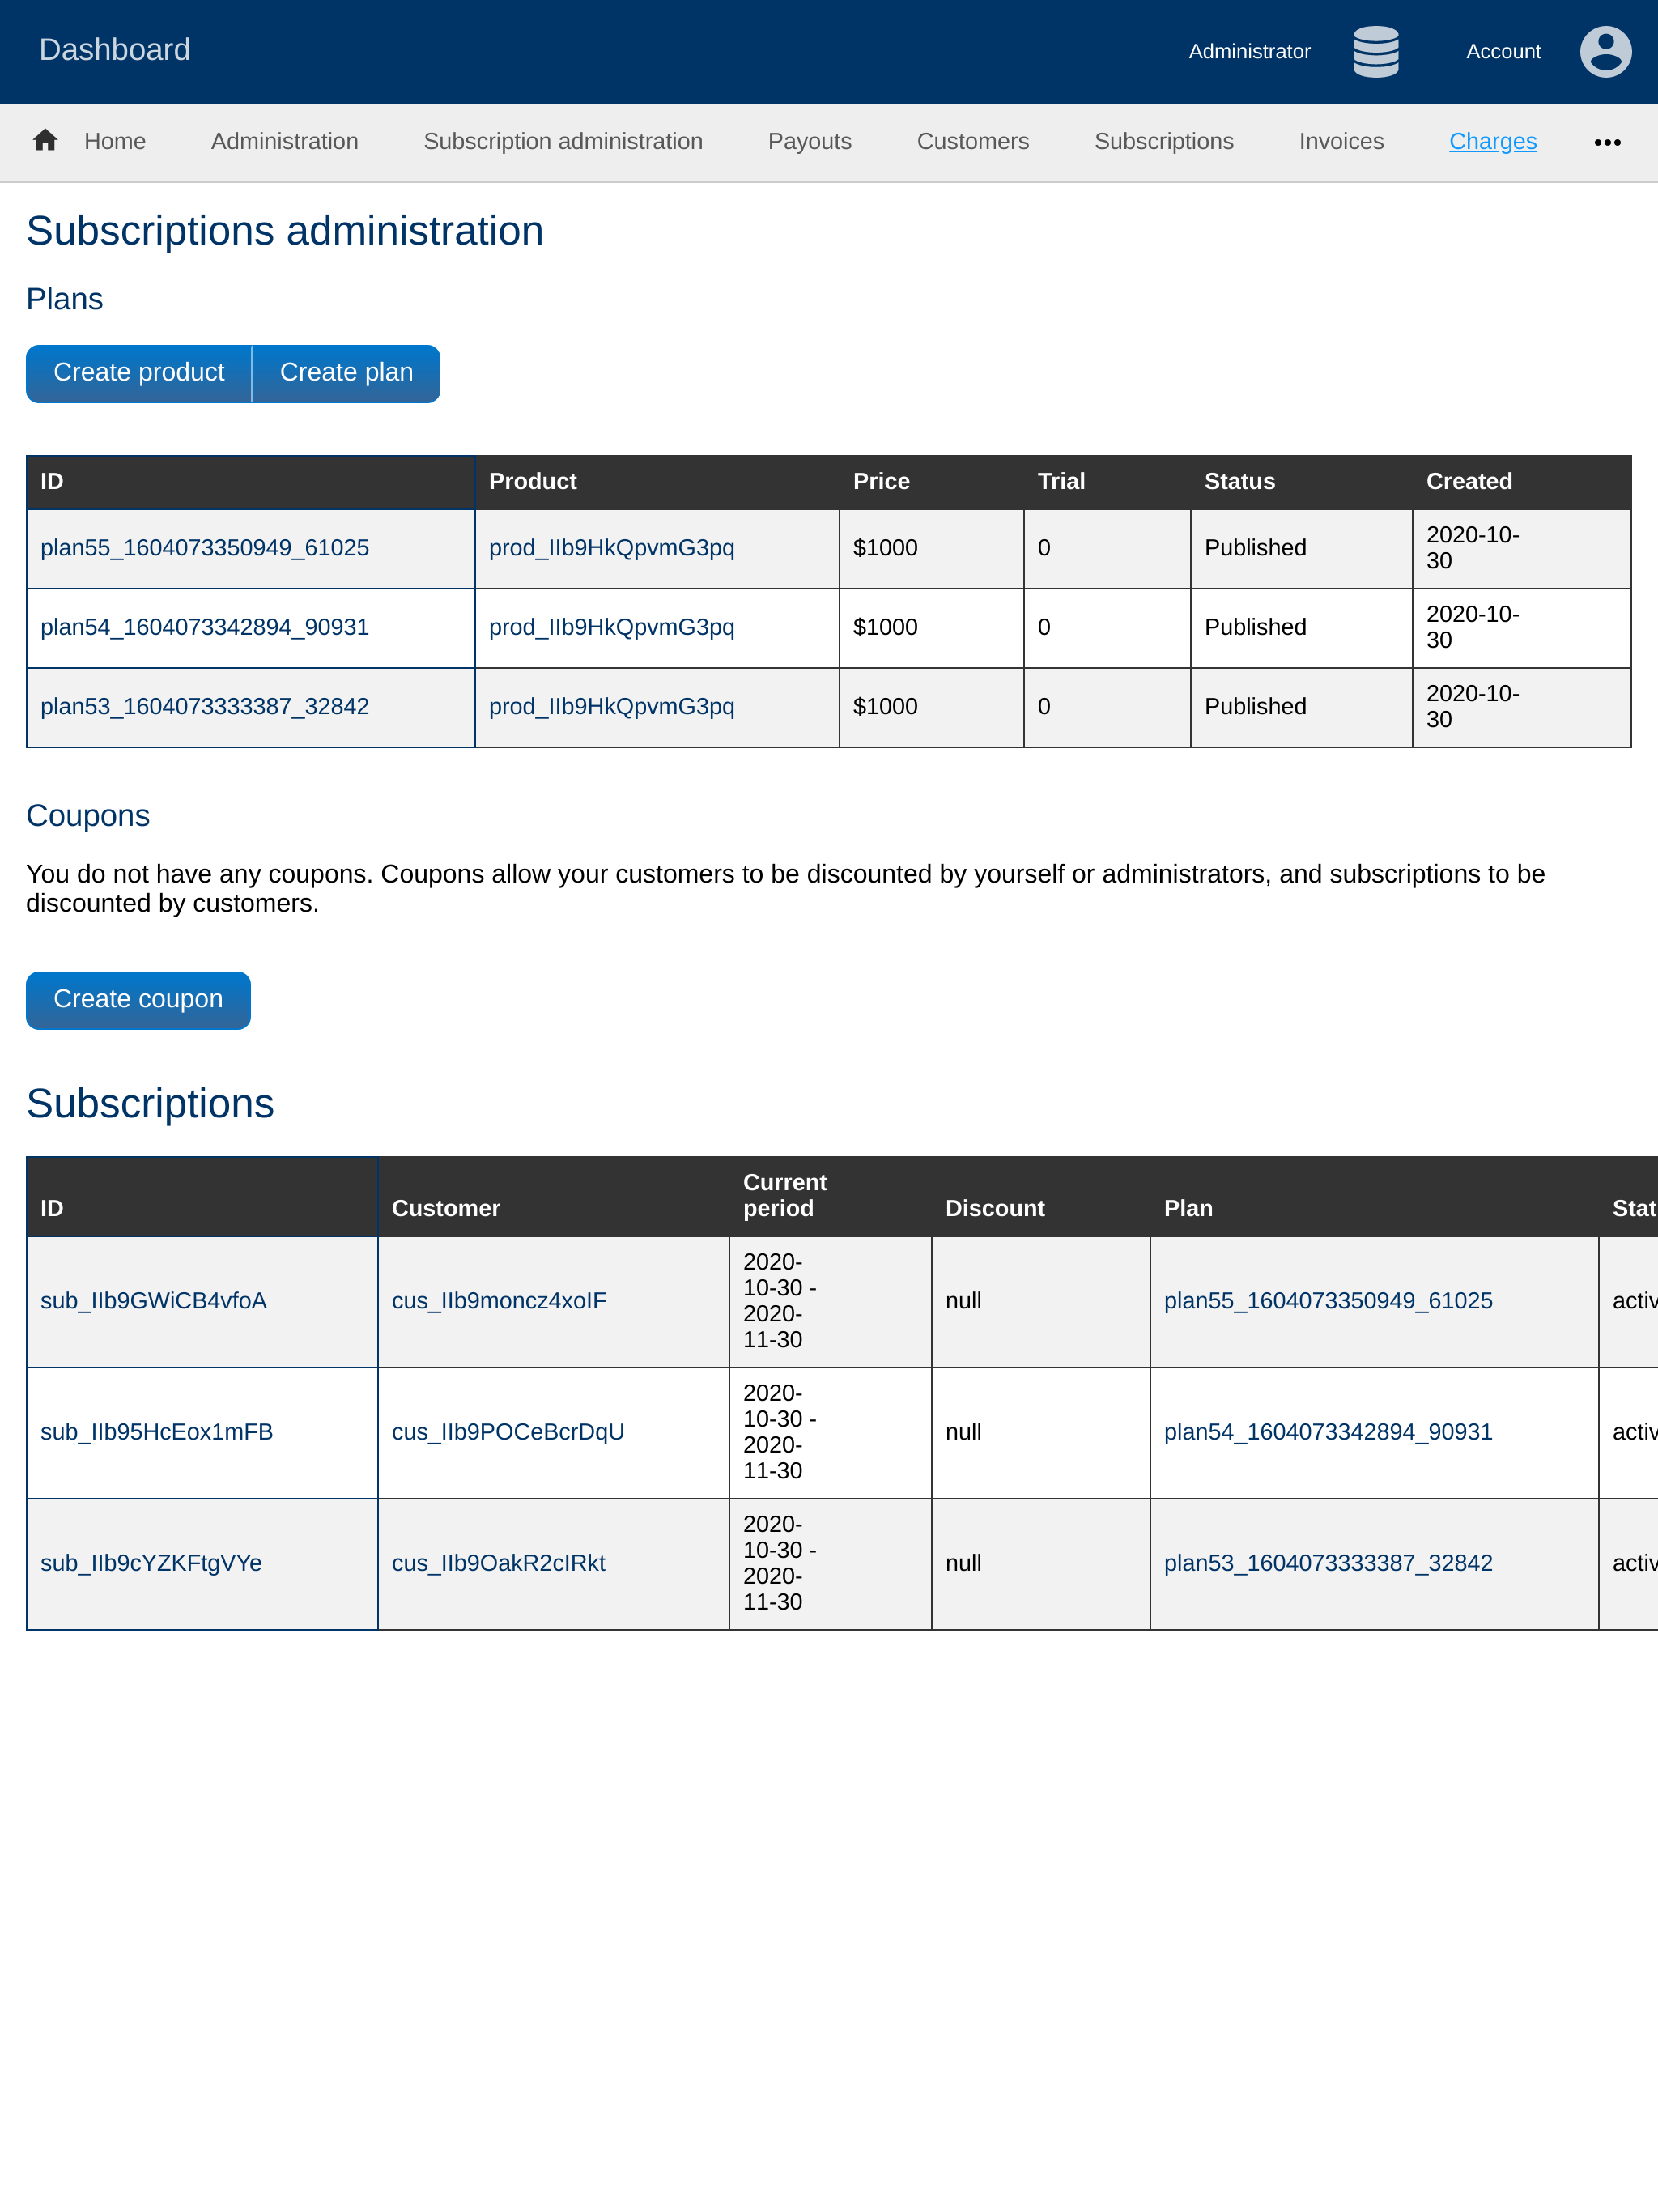 Dashboard
Administrator
Account
Home Administration Subscription administration Payouts Customers Subscriptions Invoices Charges •••
Subscriptions administration
Plans
Create product Create plan
ID Product Price Trial Status Created
plan55_1604073350949_61025 prod_IIb9HkQpvmG3pq $1000 0 Published 2020-10-
30
plan54_1604073342894_90931 prod_IIb9HkQpvmG3pq $1000 0 Published 2020-10-
30
plan53_1604073333387_32842 prod_IIb9HkQpvmG3pq $1000 0 Published 2020-10-
30
Coupons
You do not have any coupons. Coupons allow your customers to be discounted by yourself or administrators, and subscriptions to be
discounted by customers.
Create coupon
Subscriptions
ID Customer Current
period Discount Plan Stat
sub_IIb9GWiCB4vfoA cus_IIb9moncz4xoIF 2020-
10-30 -
2020-
11-30 null plan55_1604073350949_61025 activ
sub_IIb95HcEox1mFB cus_IIb9POCeBcrDqU 2020-
10-30 -
2020-
11-30 null plan54_1604073342894_90931 activ
sub_IIb9cYZKFtgVYe cus_IIb9OakR2cIRkt 2020-
10-30 -
2020-
11-30 null plan53_1604073333387_32842 activ